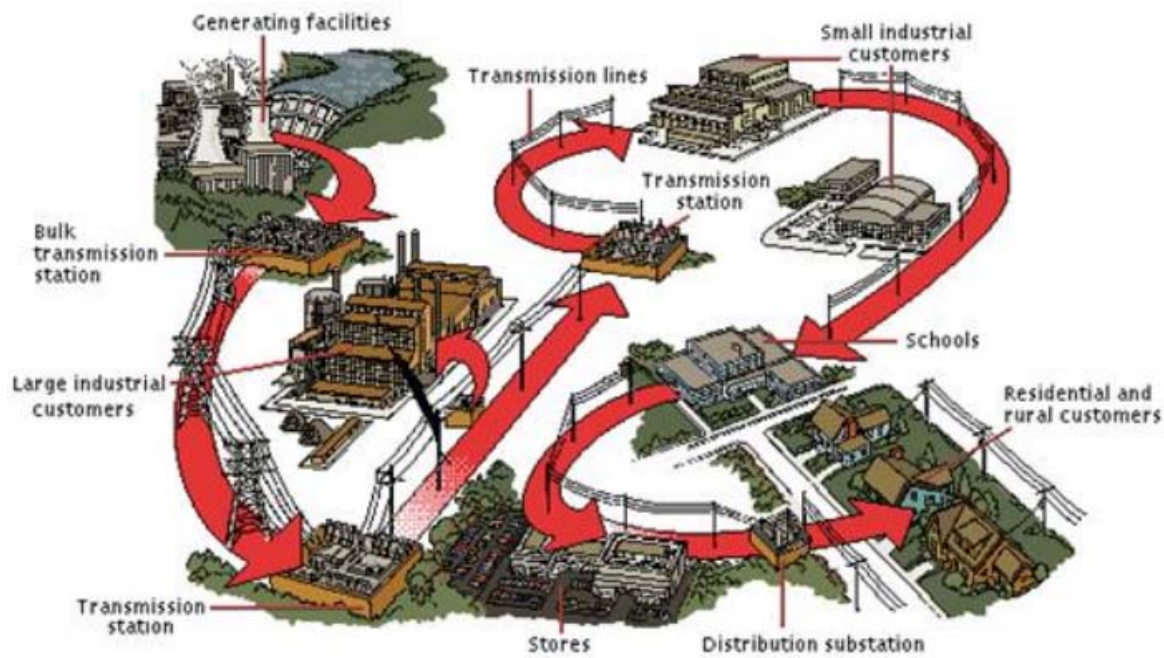 Generating facilities
Small industrial
customers
Transmission lines
Transmission
station
Bulk
transmission
station
Schools
Large industrial
customers
Residential and
rural customers
Transmission
station
Stores
Distribution substation